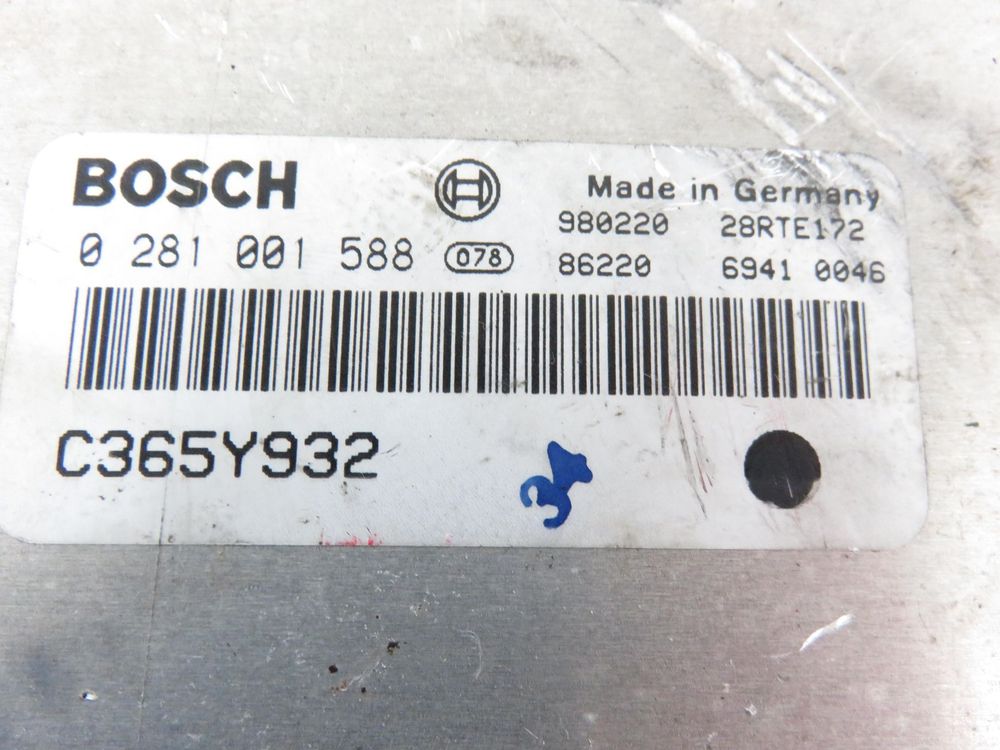 BOSCH
Made in Germany
980220 28RTE172
0 281 001 588 078
86220 6941 0046
C365Y932